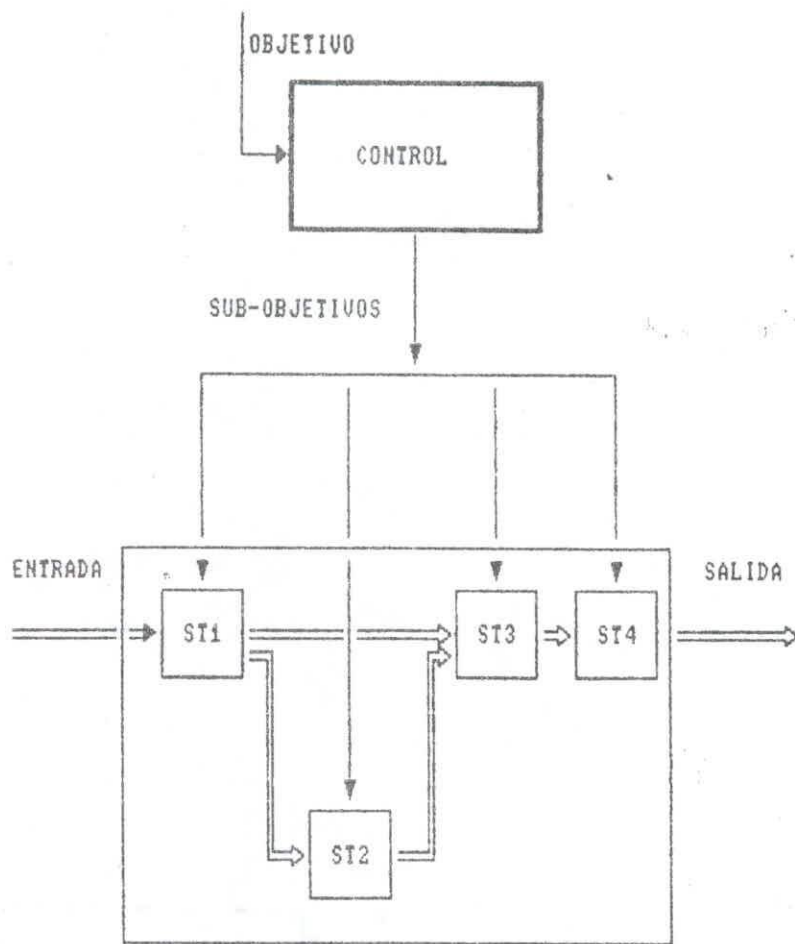 OBJETIVO
CONTROL
SUB-OBJETIVOS
ENTRADA
SALIDA
ST1
ST3
ST4
ST2